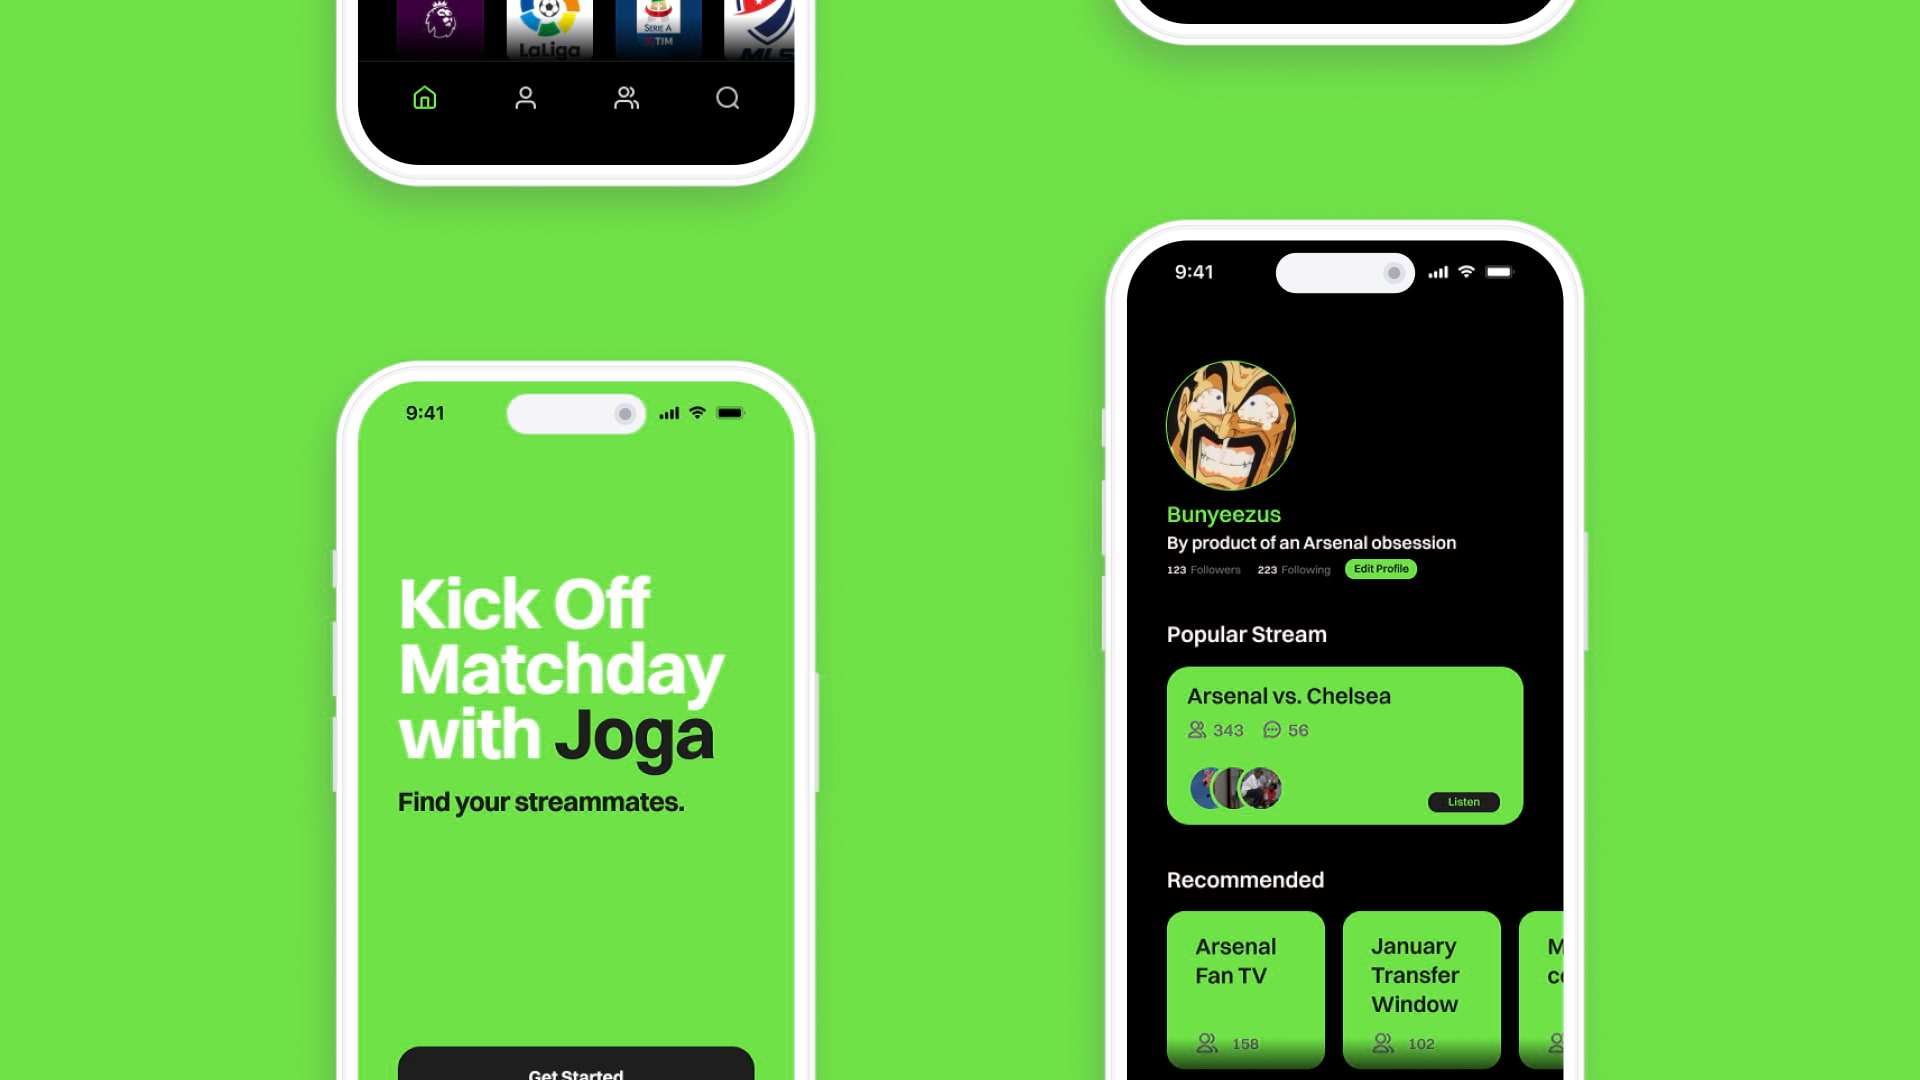 LaLiga
SERIE A
TIM
MLS
9:41
Kick Off
Matchday
with Joga
Find your streammates.
Get Started
9:41
Bunyeezus
By product of an Arsenal obsession
123 Followers 223 Following Edit Profile
Popular Stream
Arsenal vs. Chelsea
343 56
Listen
Recommended
Arsenal
Fan TV
158
January
Transfer
Window
102